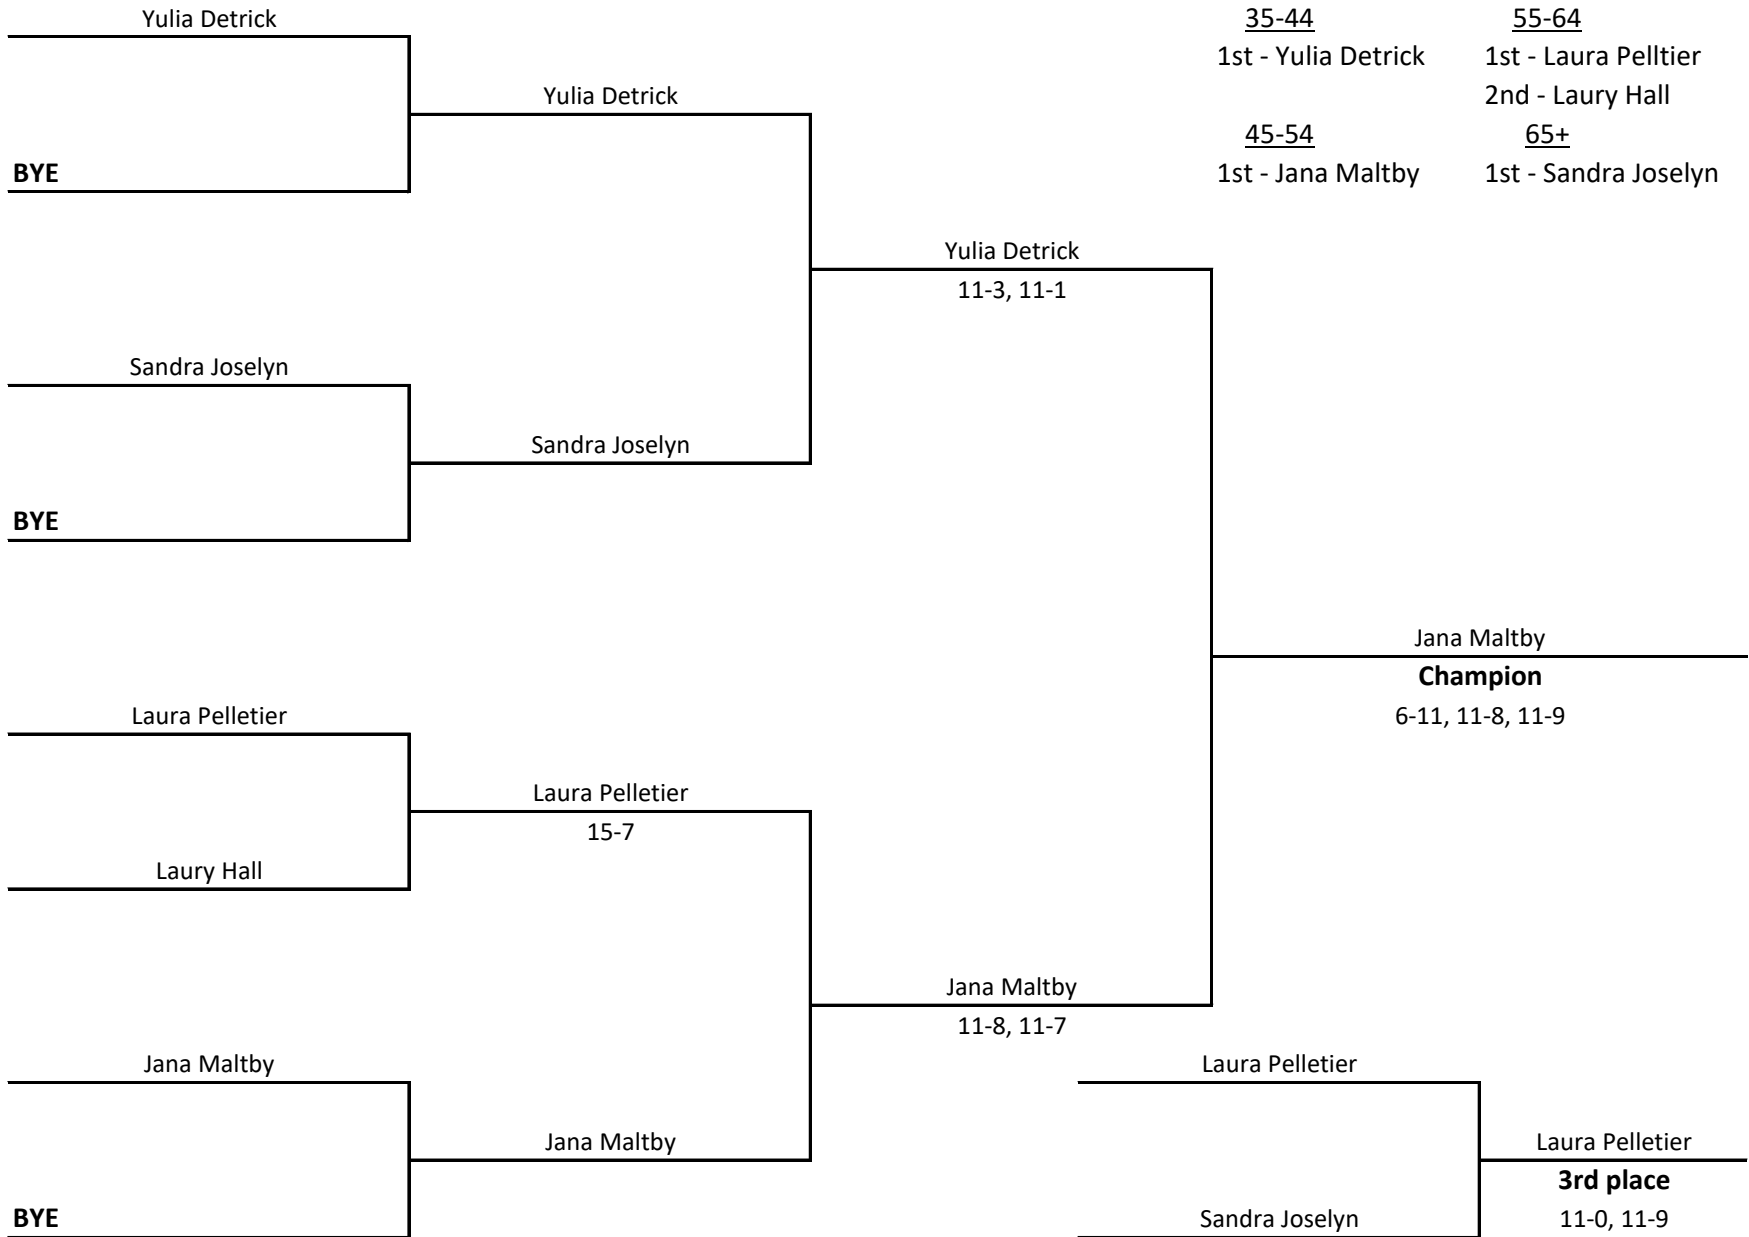 Yulia Detrick
35-44
55-64
1st - Yulia Detrick
1st - Laura Pelltier
Yulia Detrick
2nd - Laury Hall
45-54
65+
BYE
1st - Jana Maltby
1st - Sandra Joselyn
Yulia Detrick
11-3, 11-1
Sandra Joselyn
Sandra Joselyn
BYE
Jana Maltby
Champion
6-11, 11-8, 11-9
Laura Pelletier
Laura Pelletier
15-7
Laury Hall
Jana Maltby
11-8, 11-7
Jana Maltby
Laura Pelletier
Jana Maltby
Laura Pelletier
3rd place
BYE
Sandra Joselyn
11-0, 11-9